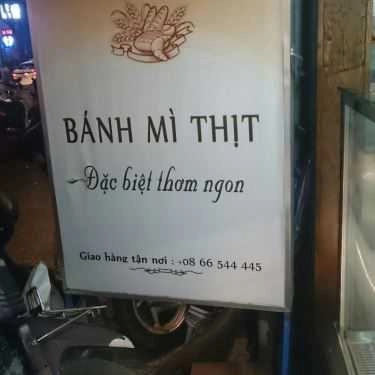 BÁNH MÌ THỊT
Đặc biệt thơm ngon
Giao hàng tận nơi : +08 66 544 445